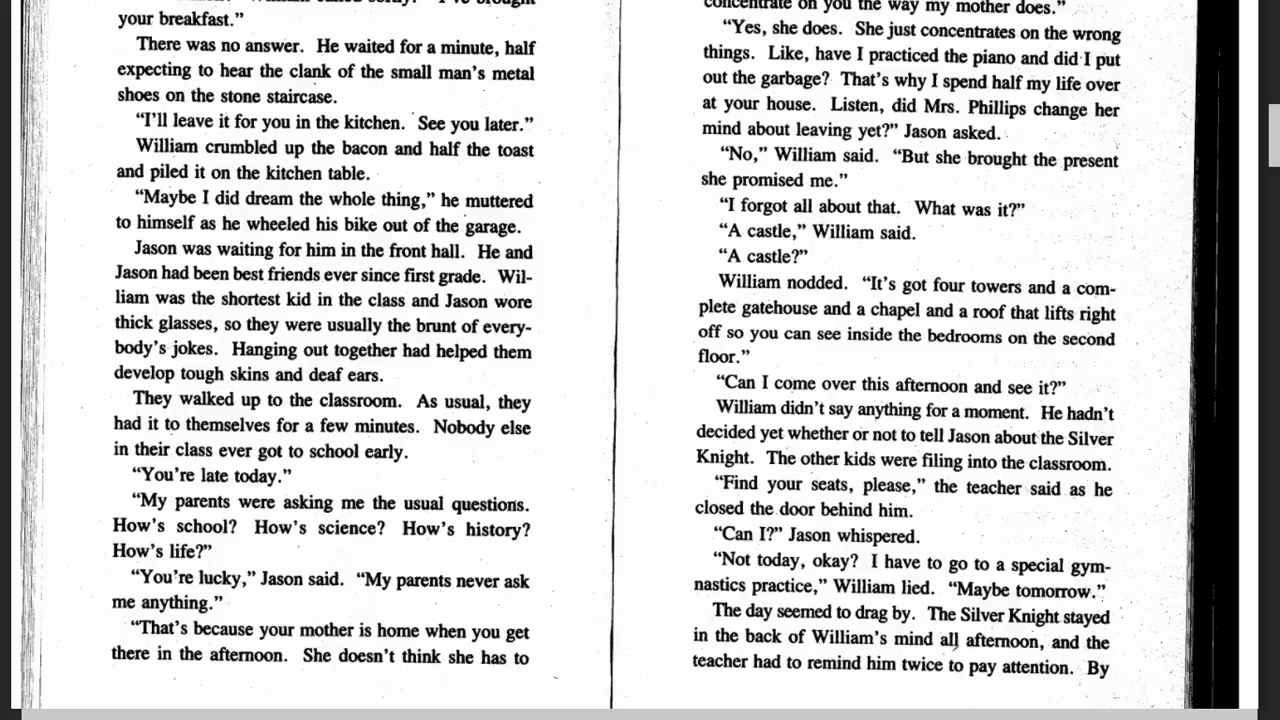 your breakfast.”
There was no answer. He waited for a minute, half
expecting to hear the clank of the small man’s metal
shoes on the stone staircase.
“I’ll leave it for you in the kitchen. See you later.”
William crumbled up the bacon and half the toast
and piled it on the kitchen table.
“Maybe I did dream the whole thing,” he muttered
to himself as he wheeled his bike out of the garage.
Jason was waiting for him in the front hall. He and
Jason had been best friends ever since first grade. Wil-
liam was the shortest kid in the class and Jason wore
thick glasses, so they were usually the brunt of every-
body’s jokes. Hanging out together had helped them
develop tough skins and deaf ears.
They walked up to the classroom. As usual, they
had it to themselves for a few minutes. Nobody else
in their class ever got to school early.
“You’re late today.”
“My parents were asking me the usual questions.
How’s school? How’s science? How’s history?
How’s life?”
“You’re lucky,” Jason said. “My parents never ask
me anything.”
“That’s because your mother is home when you get
there in the afternoon. She doesn’t think she has to
concentrate on you the way my mother does.”
“Yes, she does. She just concentrates on the wrong
things. Like, have I practiced the piano and did I put
out the garbage? That’s why I spend half my life over
at your house. Listen, did Mrs. Phillips change her
mind about leaving yet?” Jason asked.
“No,” William said. “But she brought the present
she promised me.”
“I forgot all about that. What was it?”
“A castle,” William said.
“A castle?”
William nodded. “It’s got four towers and a com-
plete gatehouse and a chapel and a roof that lifts right
off so you can see inside the bedrooms on the second
floor.”
“Can I come over this afternoon and see it?”
William didn’t say anything for a moment. He hadn’t
decided yet whether or not to tell Jason about the Silver
Knight. The other kids were filing into the classroom.
“Find your seats, please,” the teacher said as he
closed the door behind him.
“Can I?” Jason whispered.
“Not today, okay? I have to go to a special gym-
nastics practice,” William lied. “Maybe tomorrow.”
The day seemed to drag by. The Silver Knight stayed
in the back of William’s mind all afternoon, and the
teacher had to remind him twice to pay attention. By